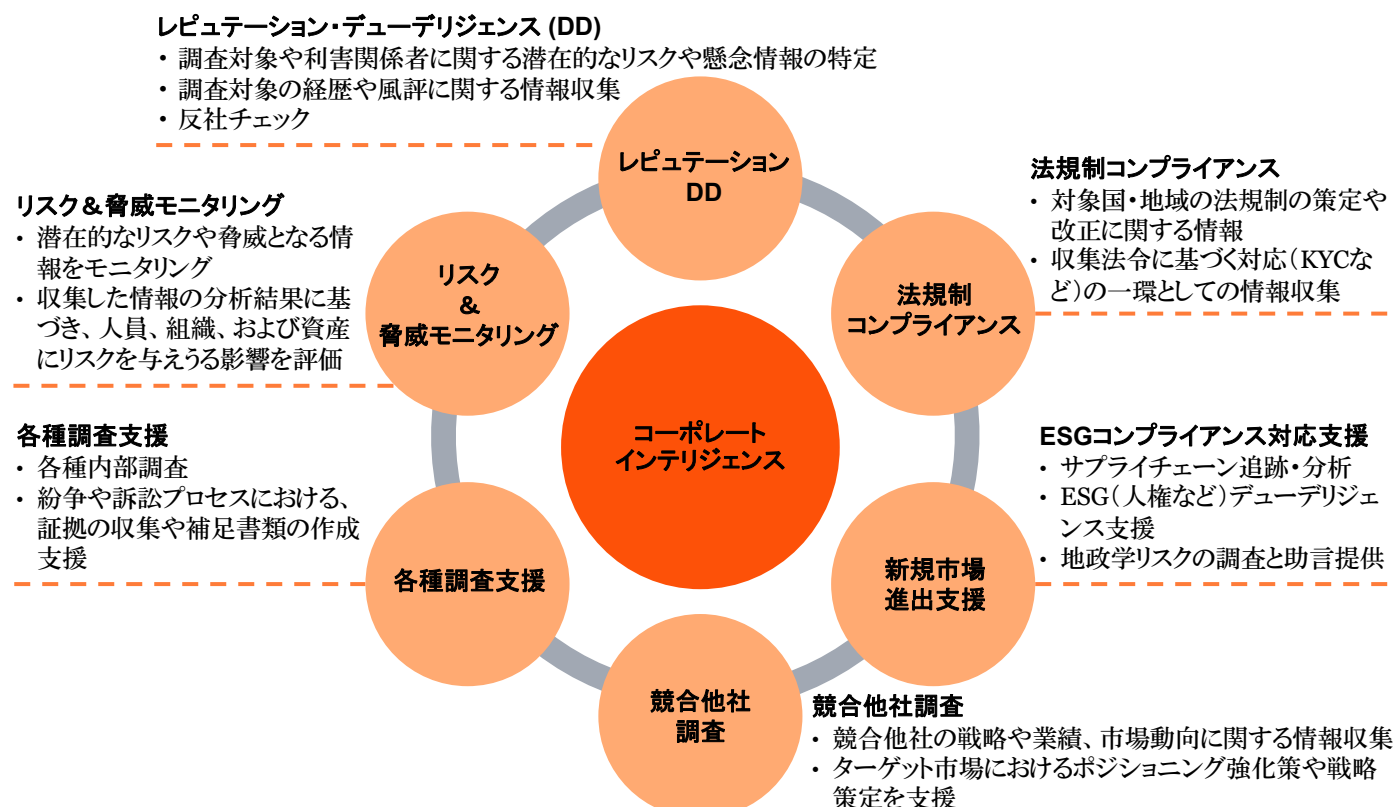 レピュテーション・デューデリジェンス (DD)
・ 調査対象や利害関係者に関する潜在的なリスクや懸念情報の特定
・ 調査対象の経歴や風評に関する情報収集
・ 反社チェック
レピュテーション
DD
法規制コンプライアンス
・ 対象国・地域の法規制の策定や
改正に関する情報
・ 収集法令に基づく対応（KYCな
ど）の一環としての情報収集
リスク＆脅威モニタリング
・ 潜在的なリスクや脅威となる情
報をモニタリング
・ 収集した情報の分析結果に基
づき、人員、組織、および資産
にリスクを与えうる影響を評価
リスク
&
脅威モニタリング
法規制
コンプライアンス
コーポレート
インテリジェンス
各種調査支援
・ 各種内部調査
・ 紛争や訴訟プロセスにおける、
証拠の収集や補足書類の作成
支援
ESGコンプライアンス対応支援
・ サプライチェーン追跡・分析
・ ESG（人権など）デューデリジェ
ンス支援
・ 地政学リスクの調査と助言提供
各種調査支援
新規市場
進出支援
競合他社
調査
競合他社調査
・ 競合他社の戦略や業績、市場動向に関する情報収集
・ ターゲット市場におけるポジショニング強化策や戦略
策定を支援